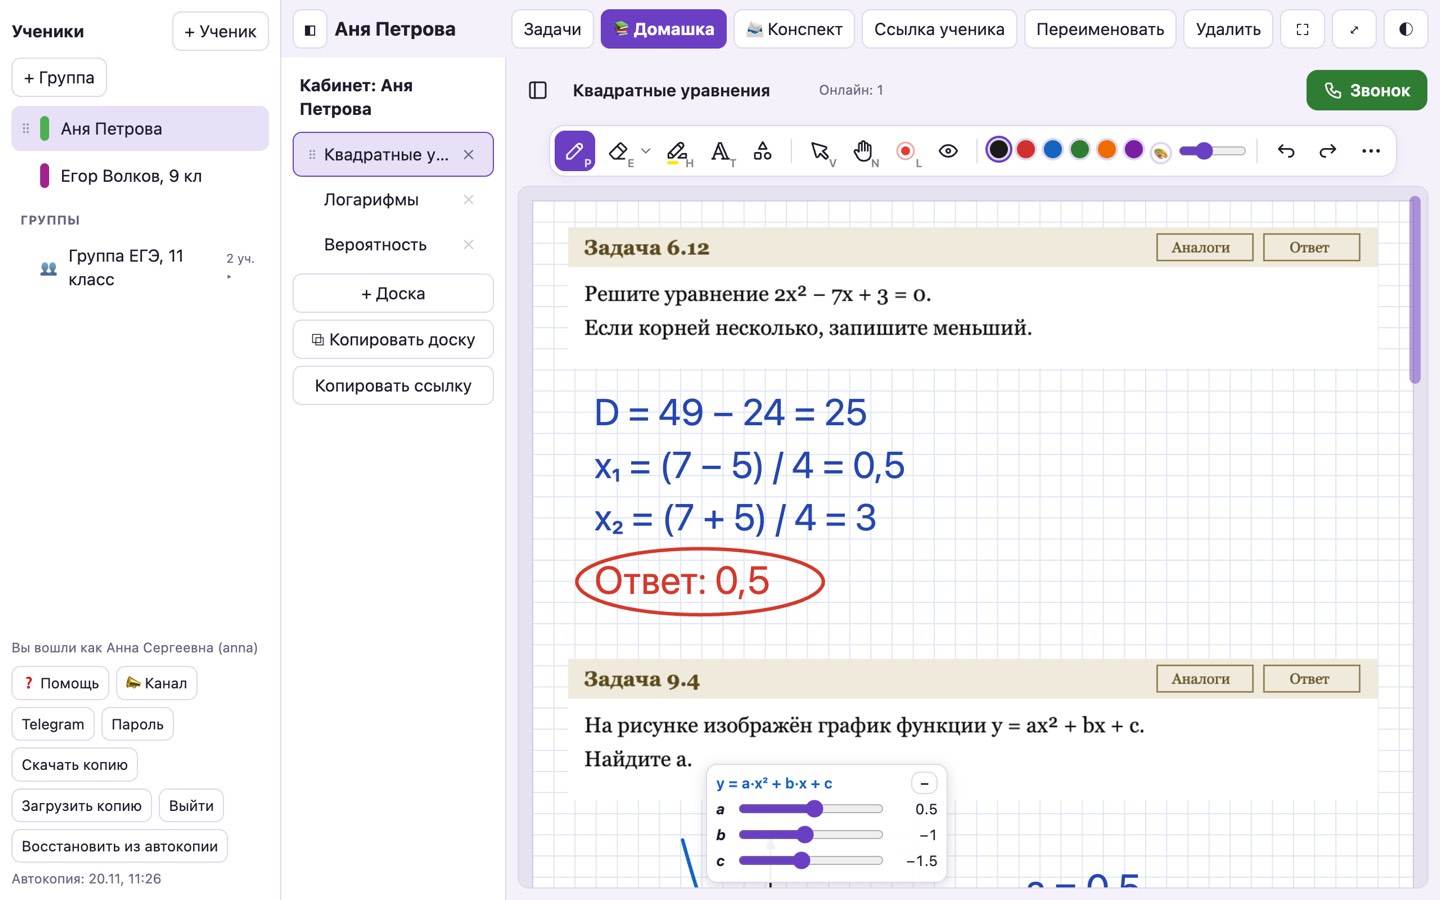 Ученики
+ Ученик
+ Группа
Аня Петрова
Егор Волков, 9 кл
ГРУППЫ
Группа ЕГЭ, 11 класс
2 уч.
Вы вошли как Анна Сергеевна (anna)
Помощь
Канал
Telegram
Пароль
Скачать копию
Загрузить копию
Выйти
Восстановить из автокопии
Автокопия: 20.11, 11:26
Аня Петрова
Задачи
Домашка
Конспект
Ссылка ученика
Переименовать
Удалить
Кабинет: Аня
Петрова
Квадратные у...
Логарифмы
Вероятность
+ Доска
Копировать доску
Копировать ссылку
Квадратные уравнения
Онлайн: 1
Звонок
P
E
H
T
V
N
L
Задача 6.12
Аналоги
Ответ
Решите уравнение 2x² − 7x + 3 = 0.
Если корней несколько, запишите меньший.
D = 49 − 24 = 25
x₁ = (7 − 5) / 4 = 0,5
x₂ = (7 + 5) / 4 = 3
Ответ: 0,5
Задача 9.4
Аналоги
Ответ
На рисунке изображён график функции y = ax² + bx + c.
Найдите a.
y = a·x² + b·x + c
a 0.5
b −1
c −1.5